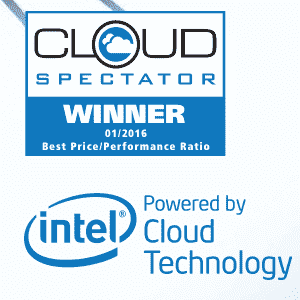 CLOUD
SPECTATOR
WINNER
01/2016
Best Price/Performance Ratio
intel®
Powered by
Cloud
Technology